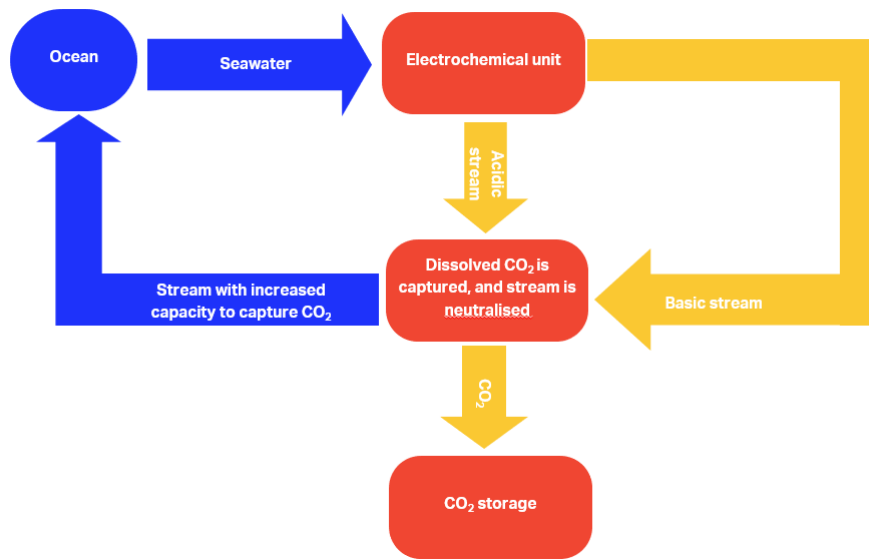 Ocean
Seawater
Electrochemical unit
Acidic
stream
Dissolved CO₂ is
captured, and stream is
neutralised
Stream with increased
capacity to capture CO₂
Basic stream
CO₂
CO₂ storage